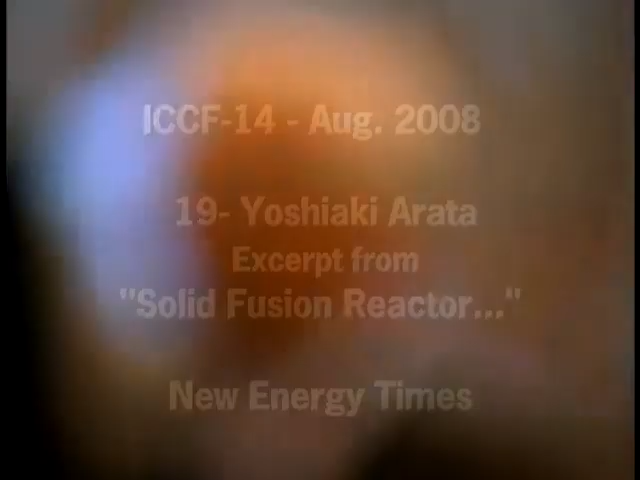 ICCF-14 - Aug. 2008
19- Yoshiaki Arata
Excerpt from
"Solid Fusion Reactor..."
New Energy Times